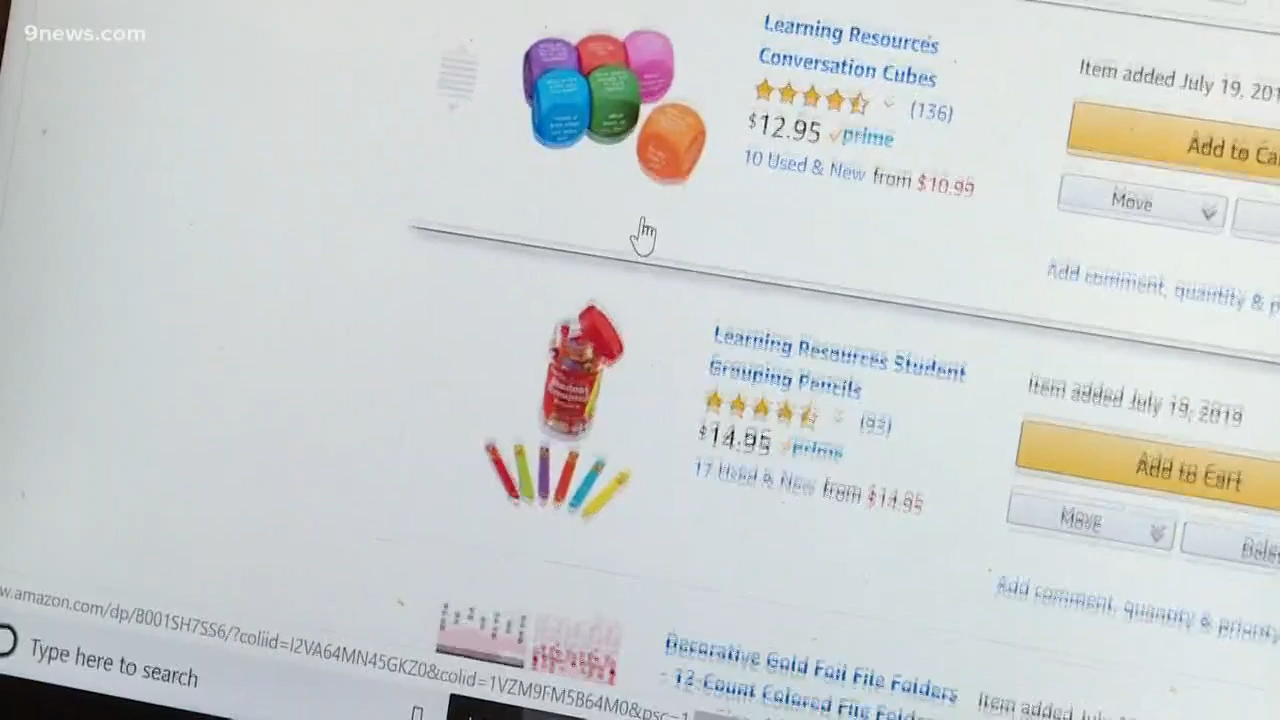 9news.com
Learning Resources
Conversation Cubes
(136)
$12.95 prime
10 Used & New from $10.99
Item added July 19, 201
Add to Ca
Move
Add comment, quantity & p
Learning Resources Student
Grouping Pencils
(93)
$14.95 prime
17 Used & New from $14.95
Item added July 19, 2019
Add to Cart
Move
Dele
Add comment, quantity & priority
Decorative Gold Foil File Folders
- 12-Count Colored File Folders
Item added July
w.amazon.com/dp/B001SH7SS6/?coliid=I2VA64MN45GKZ0&colid=1VZM9FM5B64M0&psc=1
Type here to search